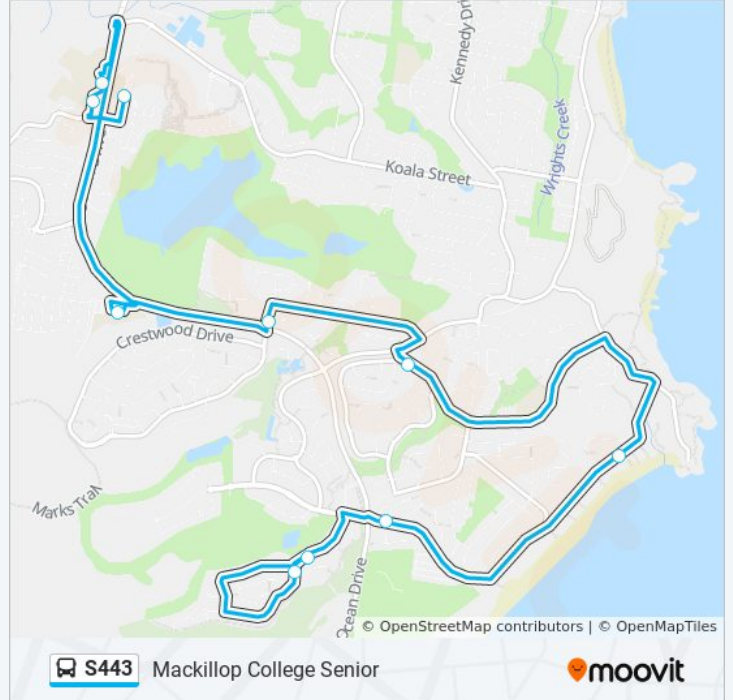 Kennedy Dri
Wrights Creek
Koala Street
Crestwood Drive
Marks Trail
Ocean Drive
© OpenStreetMap contributors | © OpenMapTiles
S443 Mackillop College Senior
moovit